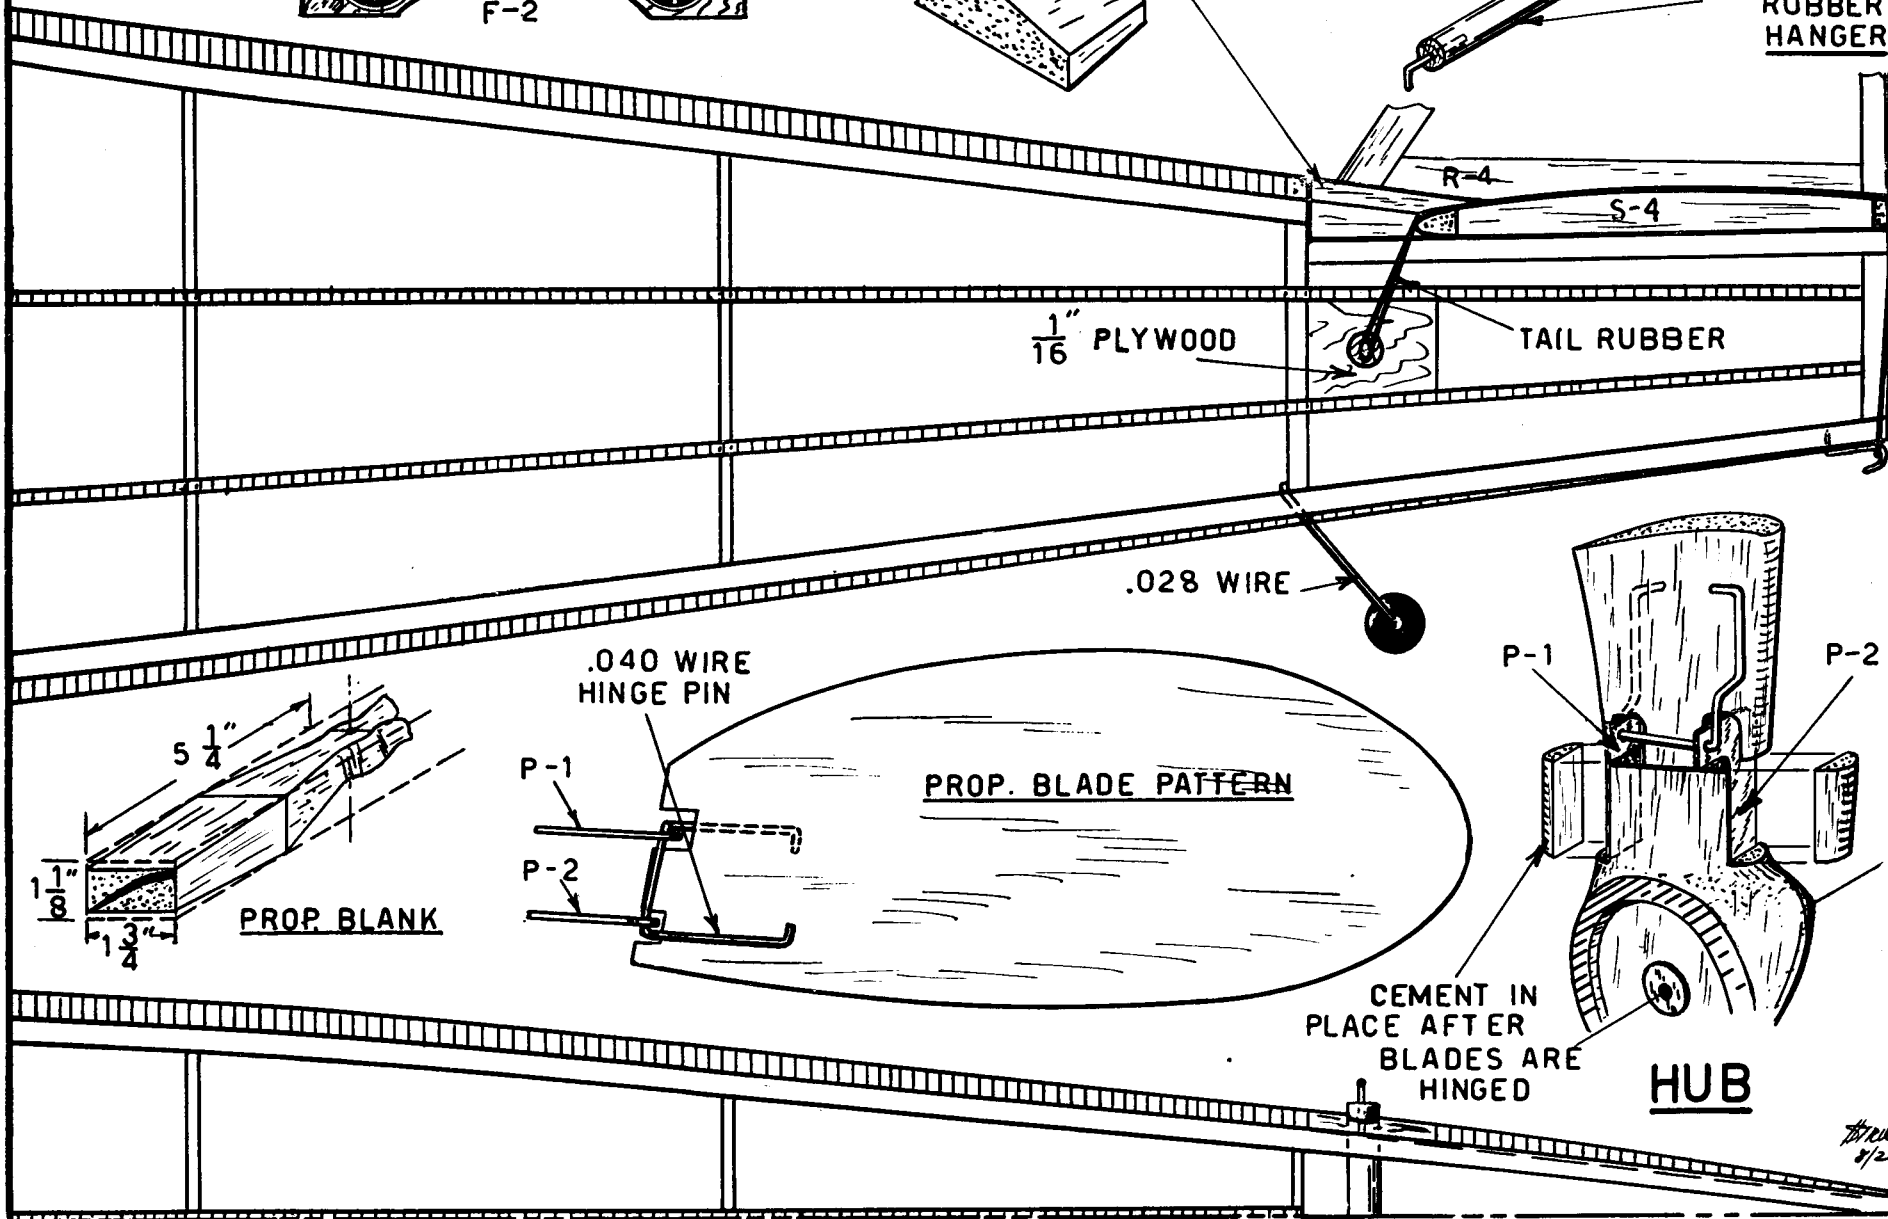 F-2
RUBBER
HANGER
R-4
S-4
1/16" PLYWOOD
TAIL RUBBER
.028 WIRE
.040 WIRE
HINGE PIN
P-1
P-2
5 1/4"
P-1
PROP. BLADE PATTERN
P-2
1 1/8"
PROP. BLANK
1 3/4"
CEMENT IN
PLACE AFTER
BLADES ARE
HINGED
HUB